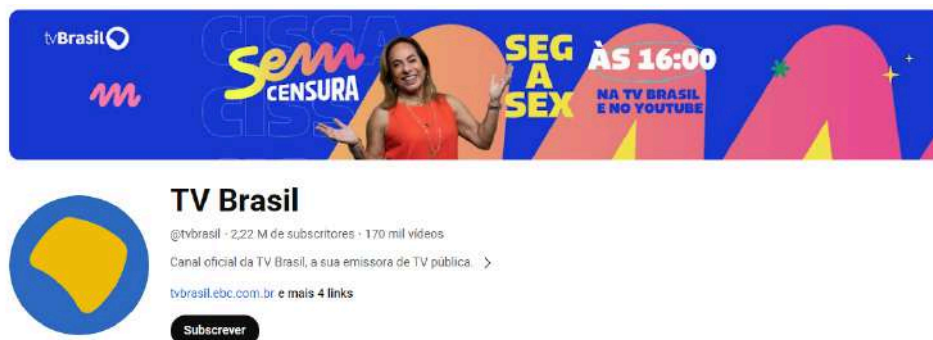 tvBrasil
CISSA
Sem
CENSURA
CISSA
SEG
A
SEX
ÀS 16:00
NA TV BRASIL
E NO YOUTUBE
TV Brasil
@tvbrasil · 2,22 M de subscritores · 170 mil vídeos
Canal oficial da TV Brasil, a sua emissora de TV pública. >
tvbrasil.ebc.com.br e mais 4 links
Subscrever